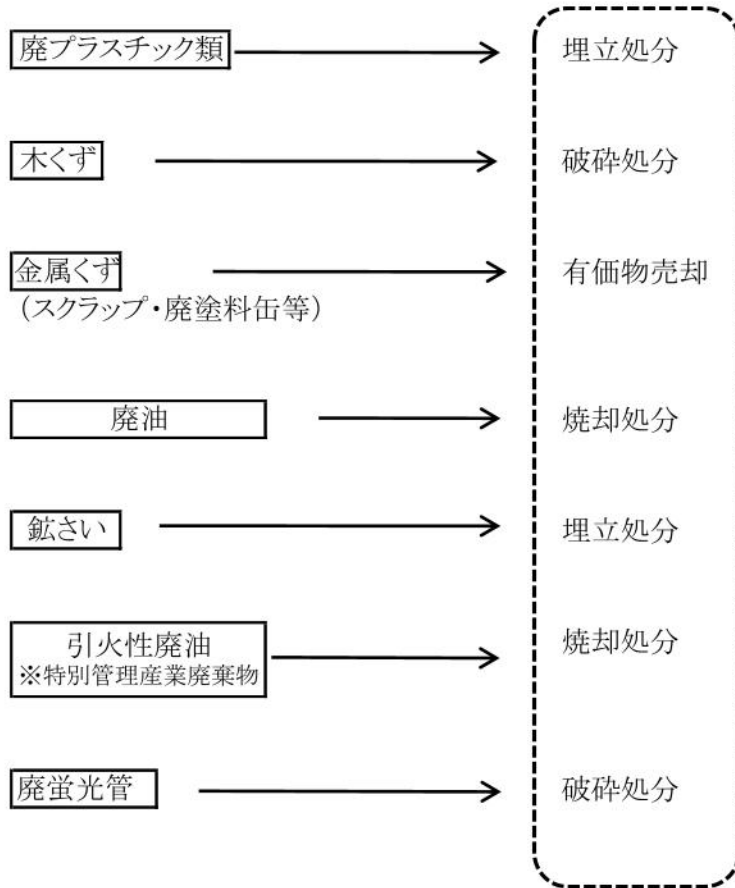 廃プラスチック類 埋立処分
木くず 破砕処分
金属くず 有価物売却
（スクラップ・廃塗料缶等）
廃油 焼却処分
鉱さい 埋立処分
引火性廃油 焼却処分
※特別管理産業廃棄物
廃蛍光管 破砕処分